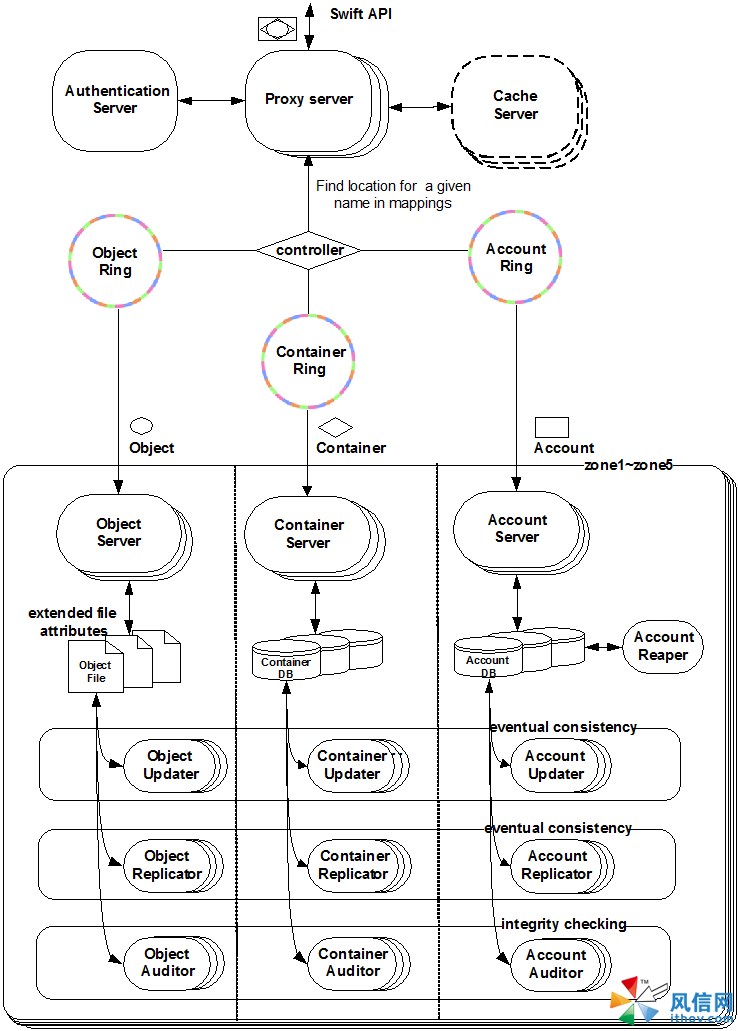 Swift API
Authentication
Server
Proxy server
Cache
Server
Find location for a given
name in mappings
Object
Ring
controller
Account
Ring
Container
Ring
Object
Container
Account
zone1~zone5
Object
Server
Container
Server
Account
Server
extended file
attributes
Object
File
Container
DB
Account
DB
Account
Reaper
eventual consistency
Object
Updater
Container
Updater
Account
Updater
eventual consistency
Object
Replicator
Container
Replicator
Account
Replicator
integrity checking
Object
Auditor
Container
Auditor
Account
Auditor
TM
风信网
ithov.com